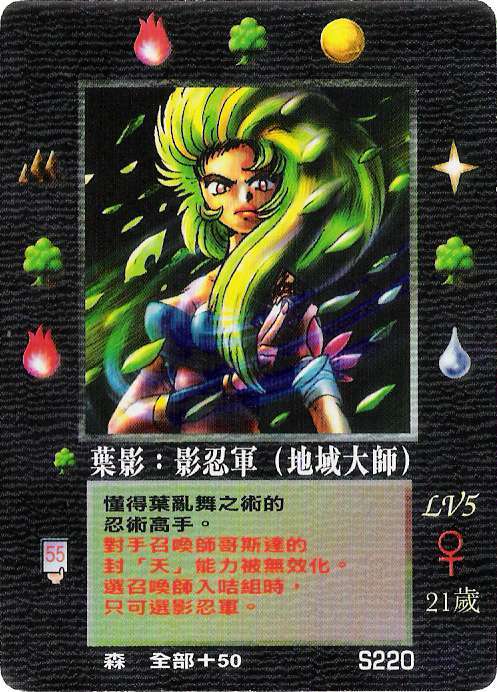 葉影：影忍軍（地域大師）
懂得葉亂舞之術的
忍術高手。
對手召喚師哥斯達的
封「天」能力被無效化。
選召喚師入咭組時，
只可選影忍軍。
LV5
55
21歲
森　全部＋50
S220